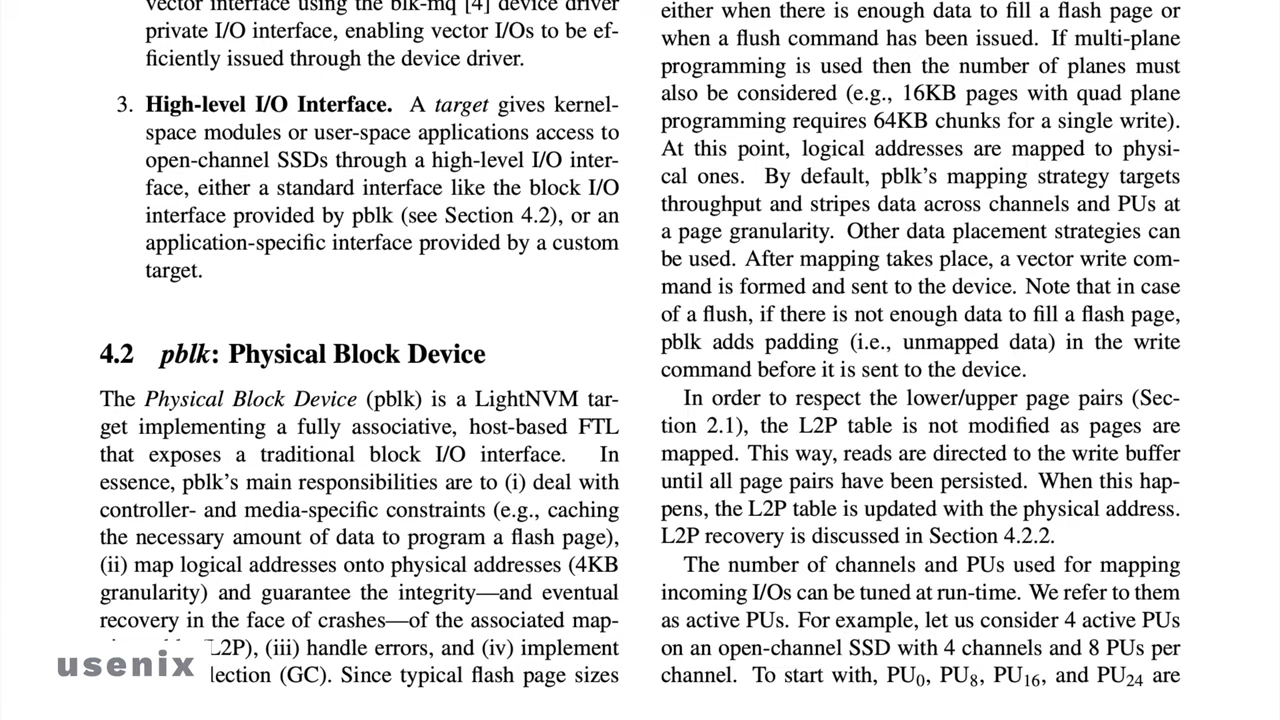 vector interface using the blk-mq [4] device driver
private I/O interface, enabling vector I/Os to be ef-
ficiently issued through the device driver.
3. High-level I/O Interface. A target gives kernel-
space modules or user-space applications access to
open-channel SSDs through a high-level I/O inter-
face, either a standard interface like the block I/O
interface provided by pblk (see Section 4.2), or an
application-specific interface provided by a custom
target.
4.2 pblk: Physical Block Device
The Physical Block Device (pblk) is a LightNVM tar-
get implementing a fully associative, host-based FTL
that exposes a traditional block I/O interface. In
essence, pblk's main responsibilities are to (i) deal with
controller- and media-specific constraints (e.g., caching
the necessary amount of data to program a flash page),
(ii) map logical addresses onto physical addresses (4KB
granularity) and guarantee the integrity—and eventual
recovery in the face of crashes—of the associated map-
L2P), (iii) handle errors, and (iv) implement
lection (GC). Since typical flash page sizes
usenix
either when there is enough data to fill a flash page or
when a flush command has been issued. If multi-plane
programming is used then the number of planes must
also be considered (e.g., 16KB pages with quad plane
programming requires 64KB chunks for a single write).
At this point, logical addresses are mapped to physi-
cal ones. By default, pblk's mapping strategy targets
throughput and stripes data across channels and PUs at
a page granularity. Other data placement strategies can
be used. After mapping takes place, a vector write com-
mand is formed and sent to the device. Note that in case
of a flush, if there is not enough data to fill a flash page,
pblk adds padding (i.e., unmapped data) in the write
command before it is sent to the device.
In order to respect the lower/upper page pairs (Sec-
tion 2.1), the L2P table is not modified as pages are
mapped. This way, reads are directed to the write buffer
until all page pairs have been persisted. When this hap-
pens, the L2P table is updated with the physical address.
L2P recovery is discussed in Section 4.2.2.
The number of channels and PUs used for mapping
incoming I/Os can be tuned at run-time. We refer to them
as active PUs. For example, let us consider 4 active PUs
on an open-channel SSD with 4 channels and 8 PUs per
channel. To start with, PU0, PU8, PU16, and PU24 are